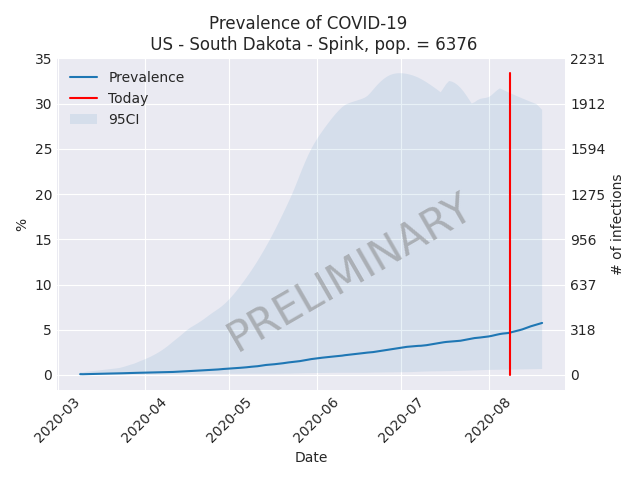 Prevalence of COVID-19
US - South Dakota - Spink, pop. = 6376
35
30
25
20
15
10
5
0
%
2231
1912
1594
1275
956
637
318
0
# of infections
Prevalence
Today
95CI
PRELIMINARY
2020-03
2020-04
2020-05
2020-06
2020-07
2020-08
Date